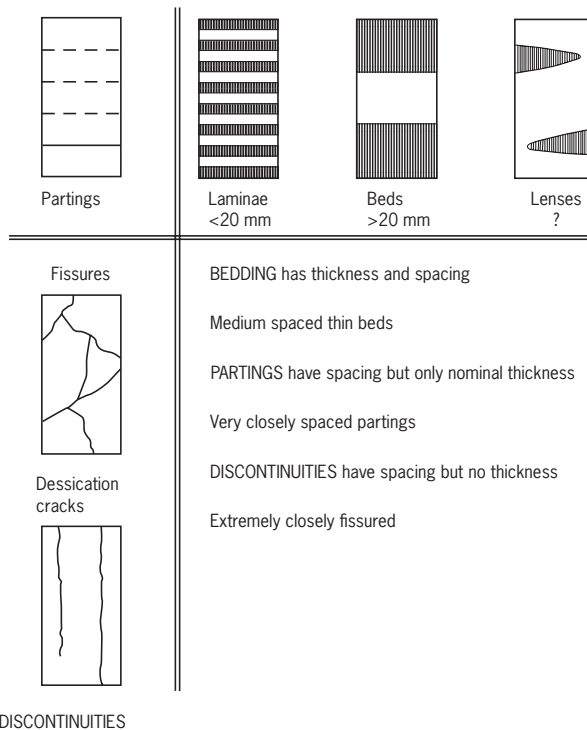 Partings
Laminae
<20 mm
Beds
>20 mm
Lenses
?
Fissures
BEDDING has thickness and spacing
Medium spaced thin beds
PARTINGS have spacing but only nominal thickness
Very closely spaced partings
DISCONTINUITIES have spacing but no thickness
Extremely closely fissured
Dessication
cracks
DISCONTINUITIES